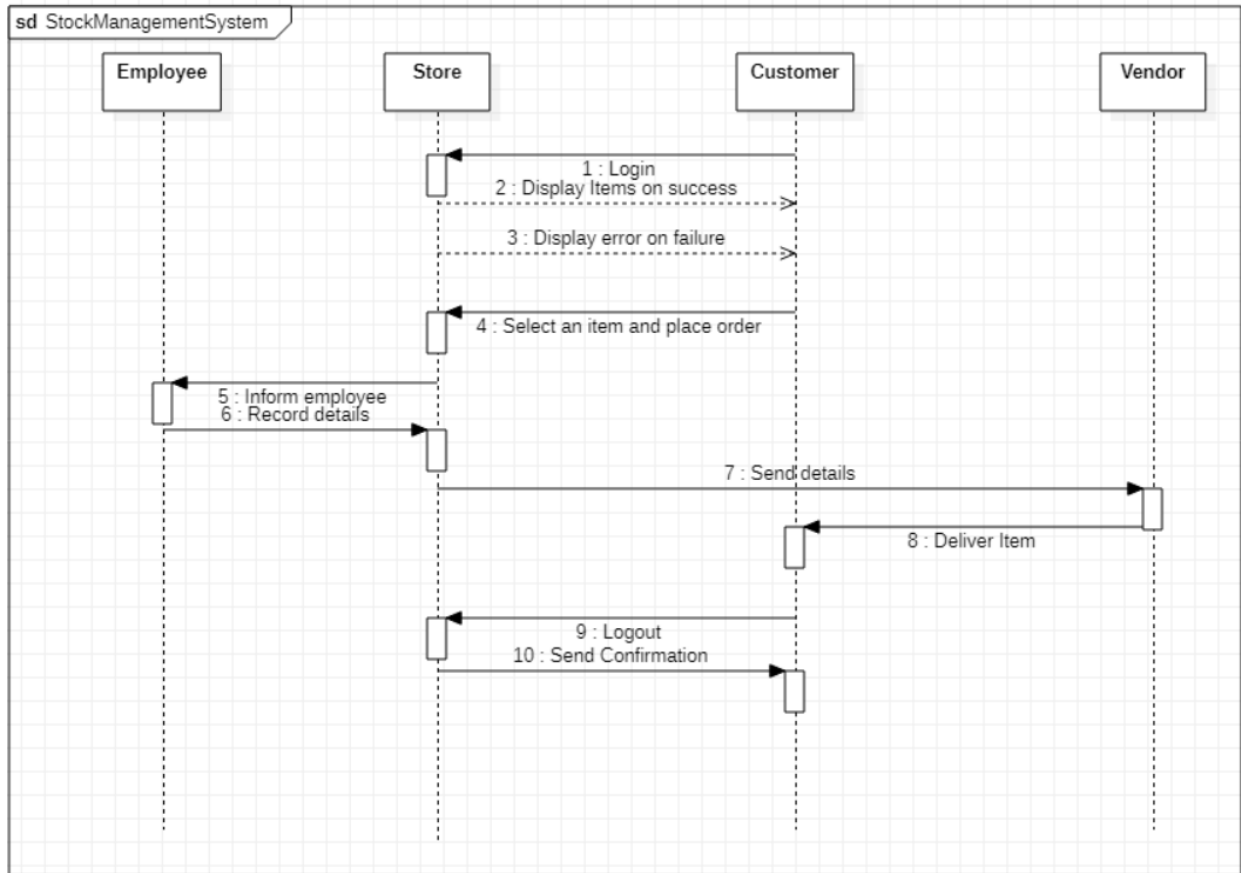 sd StockManagementSystem
Employee
Store
Customer
Vendor
1 : Login
2 : Display Items on success
3 : Display error on failure
4 : Select an item and place order
5 : Inform employee
6 : Record details
7 : Send details
8 : Deliver Item
9 : Logout
10 : Send Confirmation